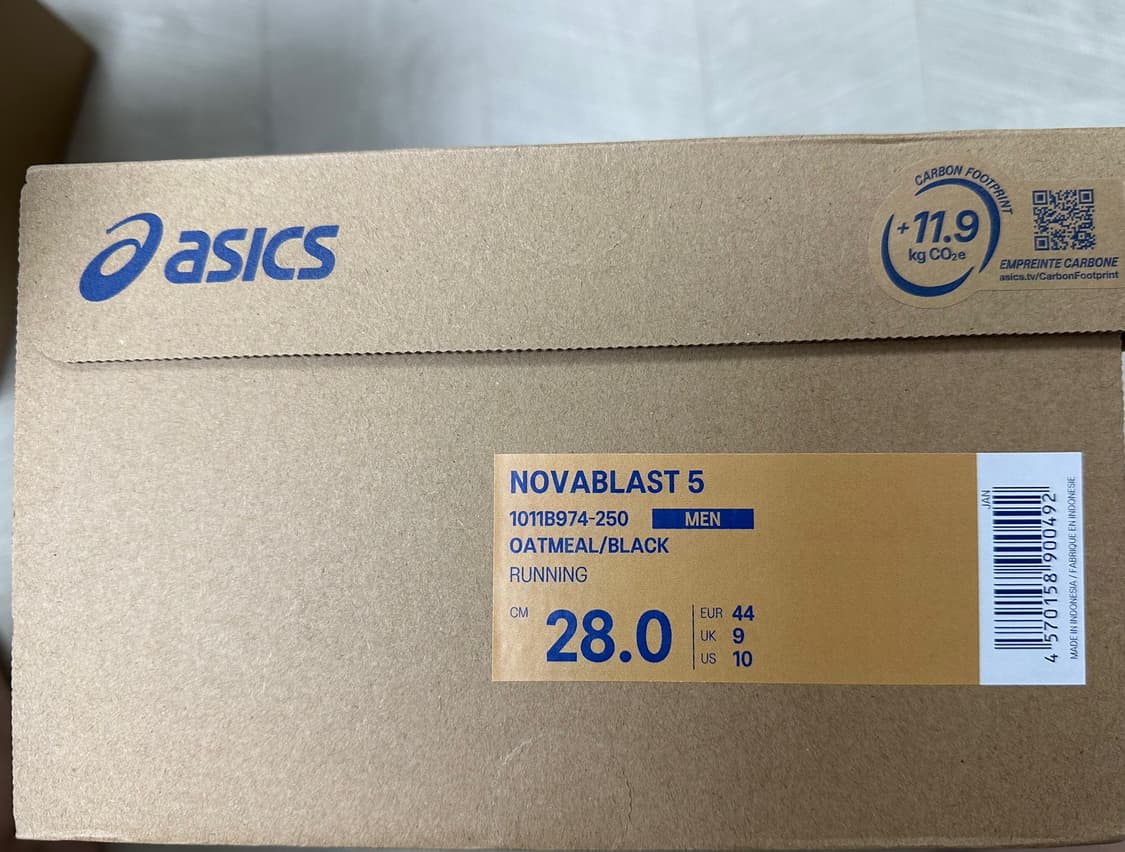 asics
CARBON FOOTPRINT
+11.9
kg CO₂e
EMPREINTE CARBONE
asics.tv/CarbonFootprint
NOVABLAST 5
1011B974-250 MEN
OATMEAL/BLACK
RUNNING
CM 28.0
EUR 44
UK 9
US 10
JAN
4 570158 900492
MADE IN INDONESIA / FABRIQUE EN INDONESIE